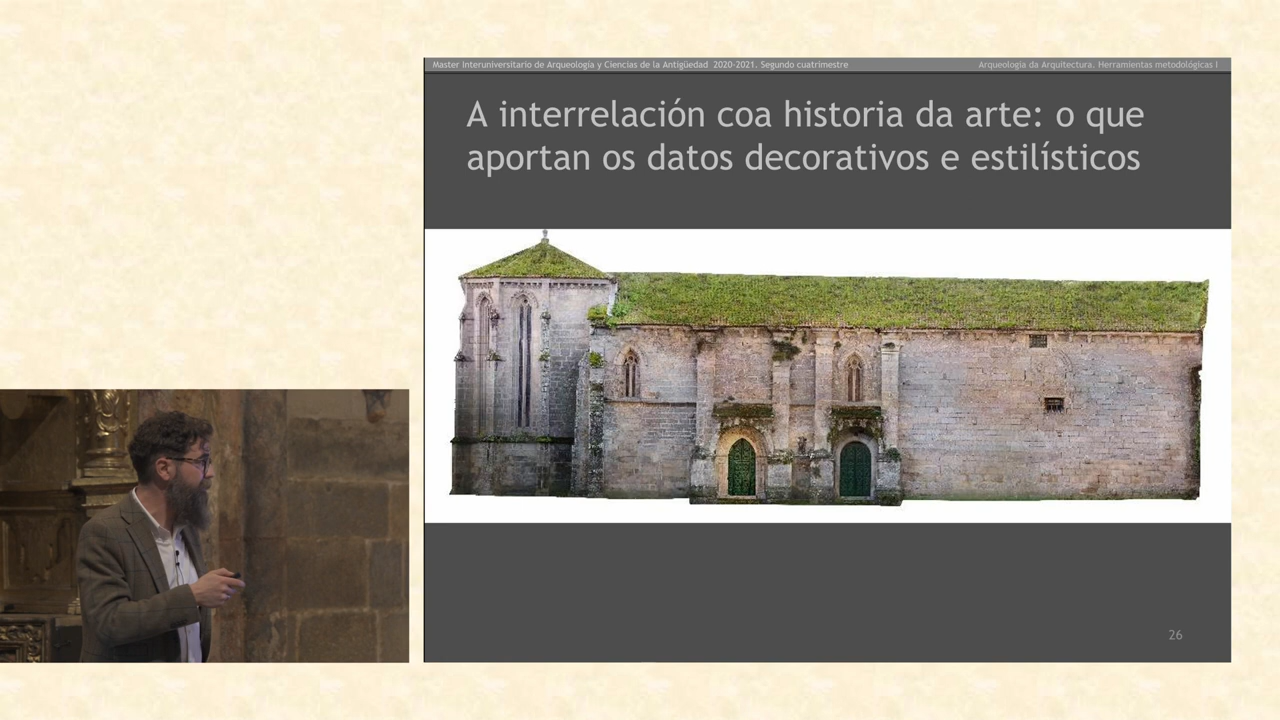 Master Interuniversitario de Arqueología y Ciencias de la Antigüedad 2020-2021. Segundo cuatrimestre
Arqueología da Arquitectura. Herramientas metodológicas I
A interrelación coa historia da arte: o que
aportan os datos decorativos e estilísticos
26